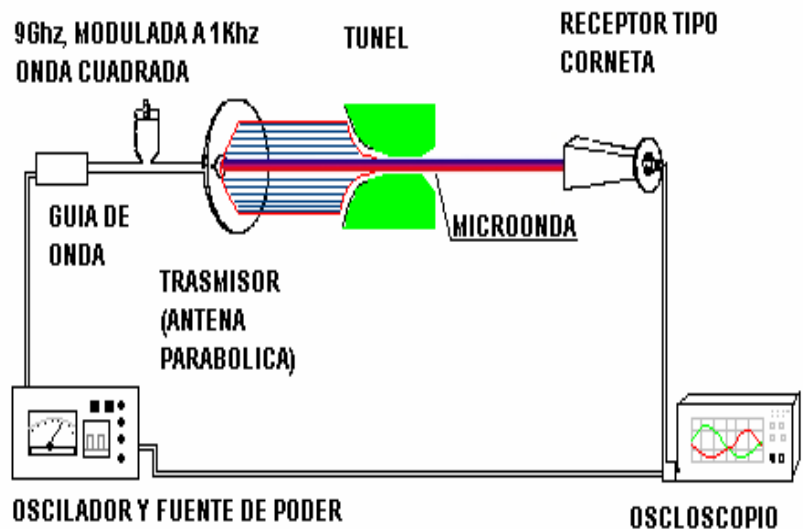 9Ghz, MODULADA A 1Khz
ONDA CUADRADA
TUNEL
RECEPTOR TIPO
CORNETA
GUIA DE
ONDA
MICROONDA
TRASMISOR
(ANTENA
PARABOLICA)
OSCILADOR Y FUENTE DE PODER
OSCLOSCOPIO